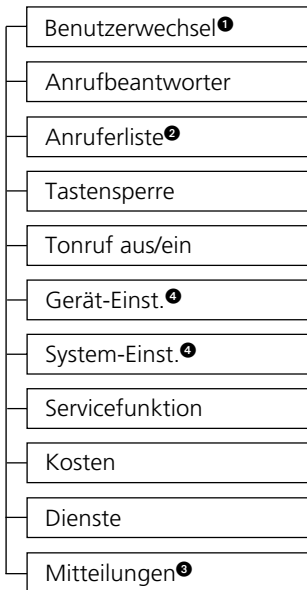 Benutzerwechsel❶
Anrufbeantworter
Anruferliste❷
Tastensperre
Tonruf aus/ein
Gerät-Einst.❹
System-Einst.❹
Servicefunktion
Kosten
Dienste
Mitteilungen❸